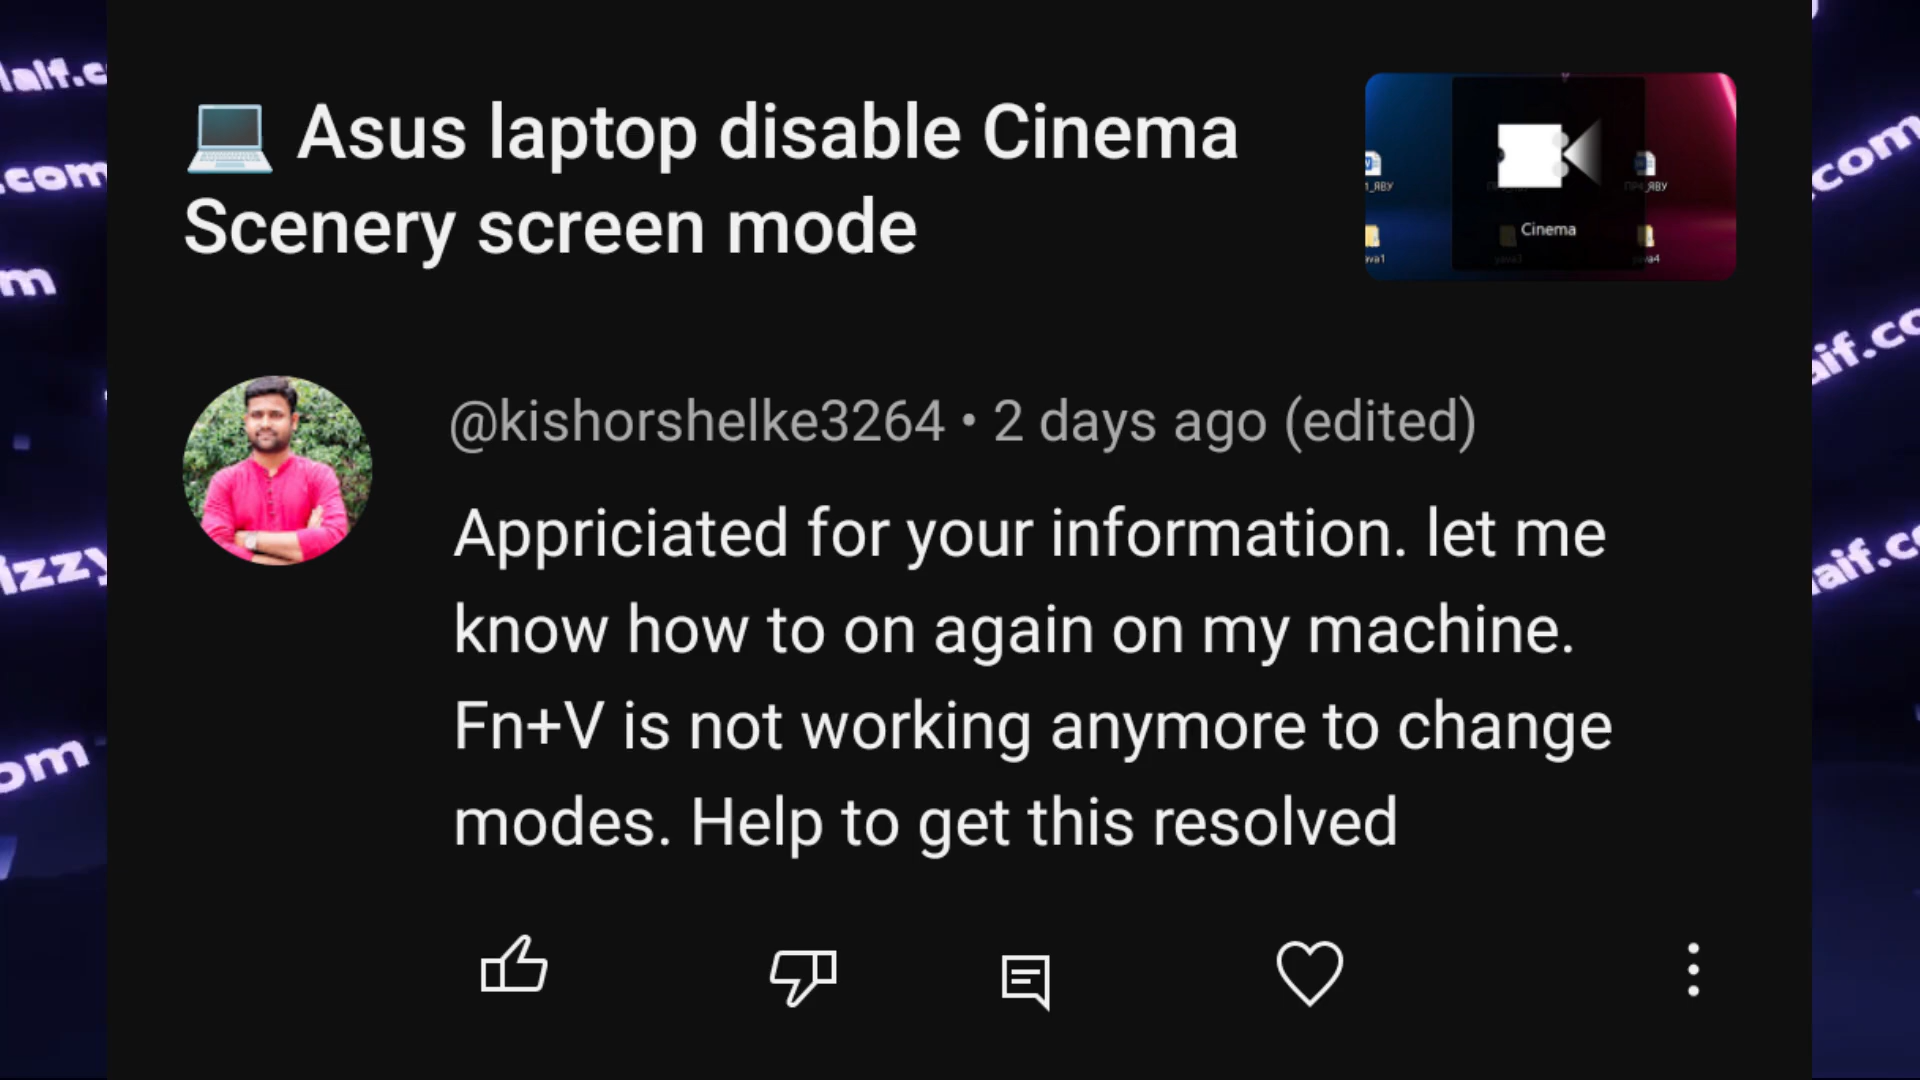 💻 Asus laptop disable Cinema
Scenery screen mode
Cinema
@kishorshelke3264 • 2 days ago (edited)
Appriciated for your information. let me
know how to on again on my machine.
Fn+V is not working anymore to change
modes. Help to get this resolved